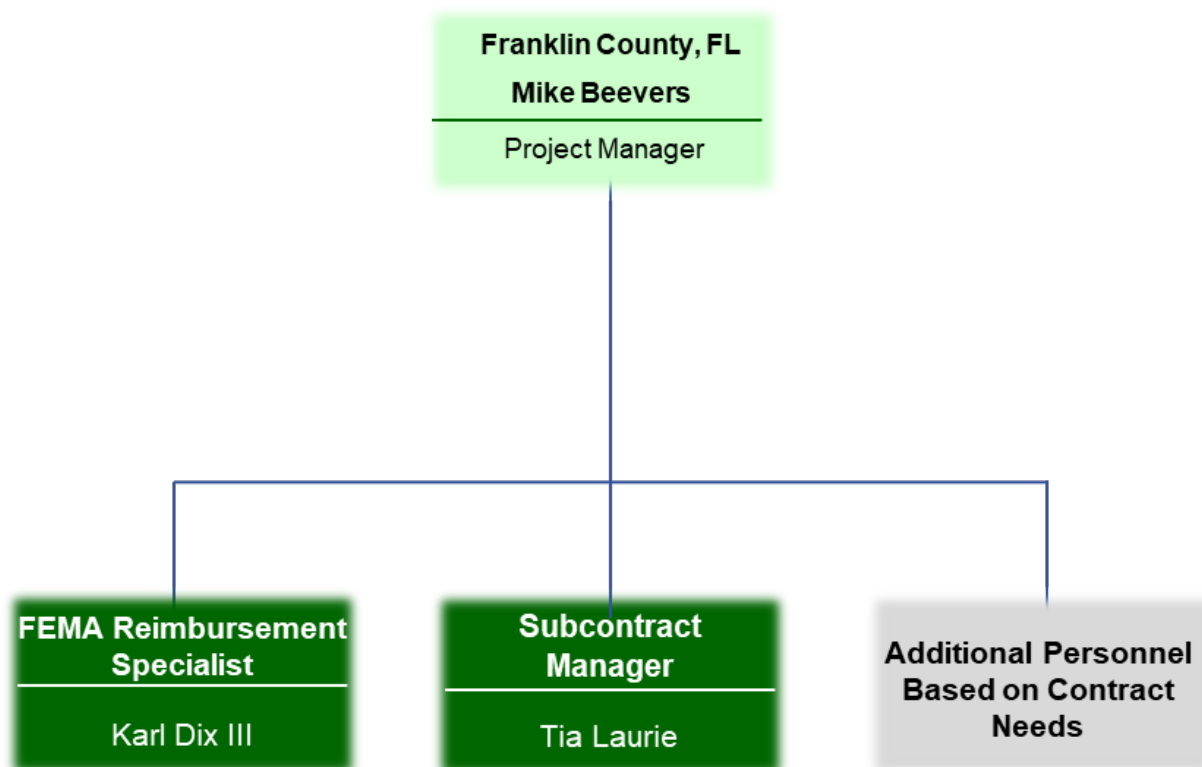 Franklin County, FL
Mike Beevers
Project Manager
FEMA Reimbursement
Specialist
Karl Dix III
Subcontract
Manager
Tia Laurie
Additional Personnel
Based on Contract
Needs